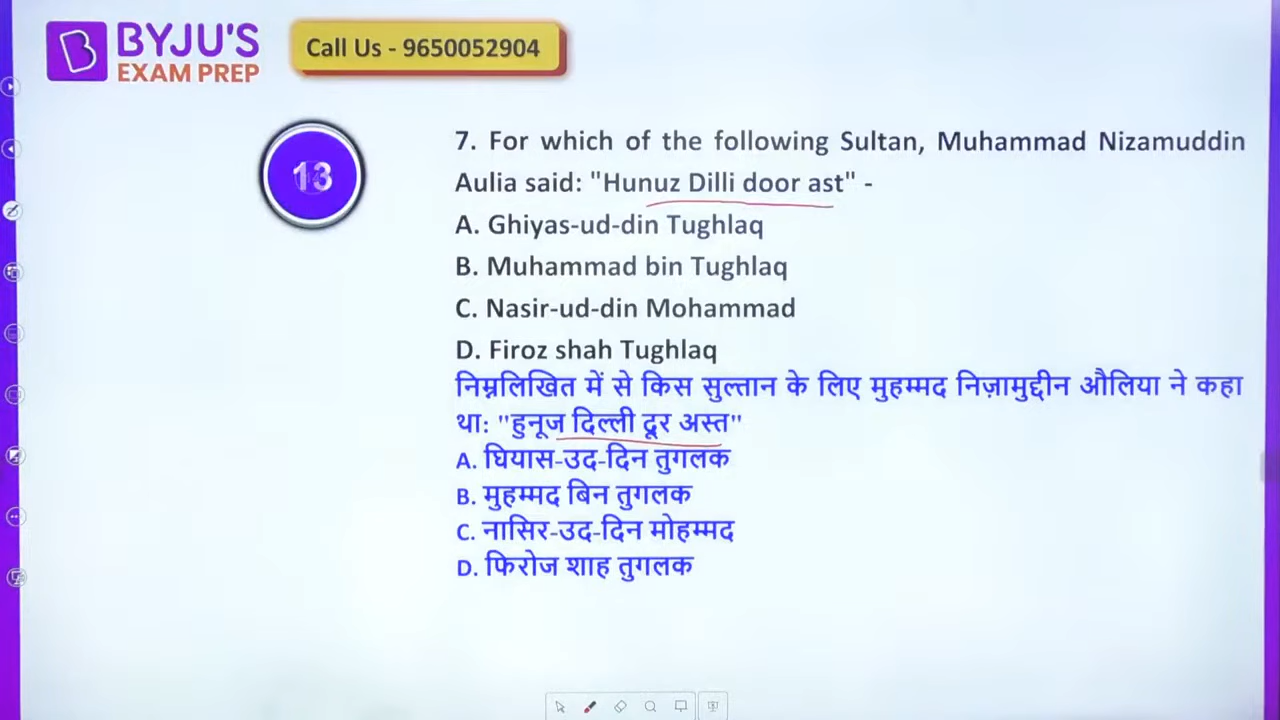 BYJU'S
EXAM PREP
Call Us - 9650052904
13
7. For which of the following Sultan, Muhammad Nizamuddin
Aulia said: "Hunuz Dilli door ast" -
A. Ghiyas-ud-din Tughlaq
B. Muhammad bin Tughlaq
C. Nasir-ud-din Mohammad
D. Firoz shah Tughlaq
निम्नलिखित में से किस सुल्तान के लिए मुहम्मद निज़ामुद्दीन औलिया ने कहा
था: "हुनूज दिल्ली दूर अस्त"
A. घियास-उद-दिन तुगलक
B. मुहम्मद बिन तुगलक
C. नासिर-उद-दिन मोहम्मद
D. फिरोज शाह तुगलक